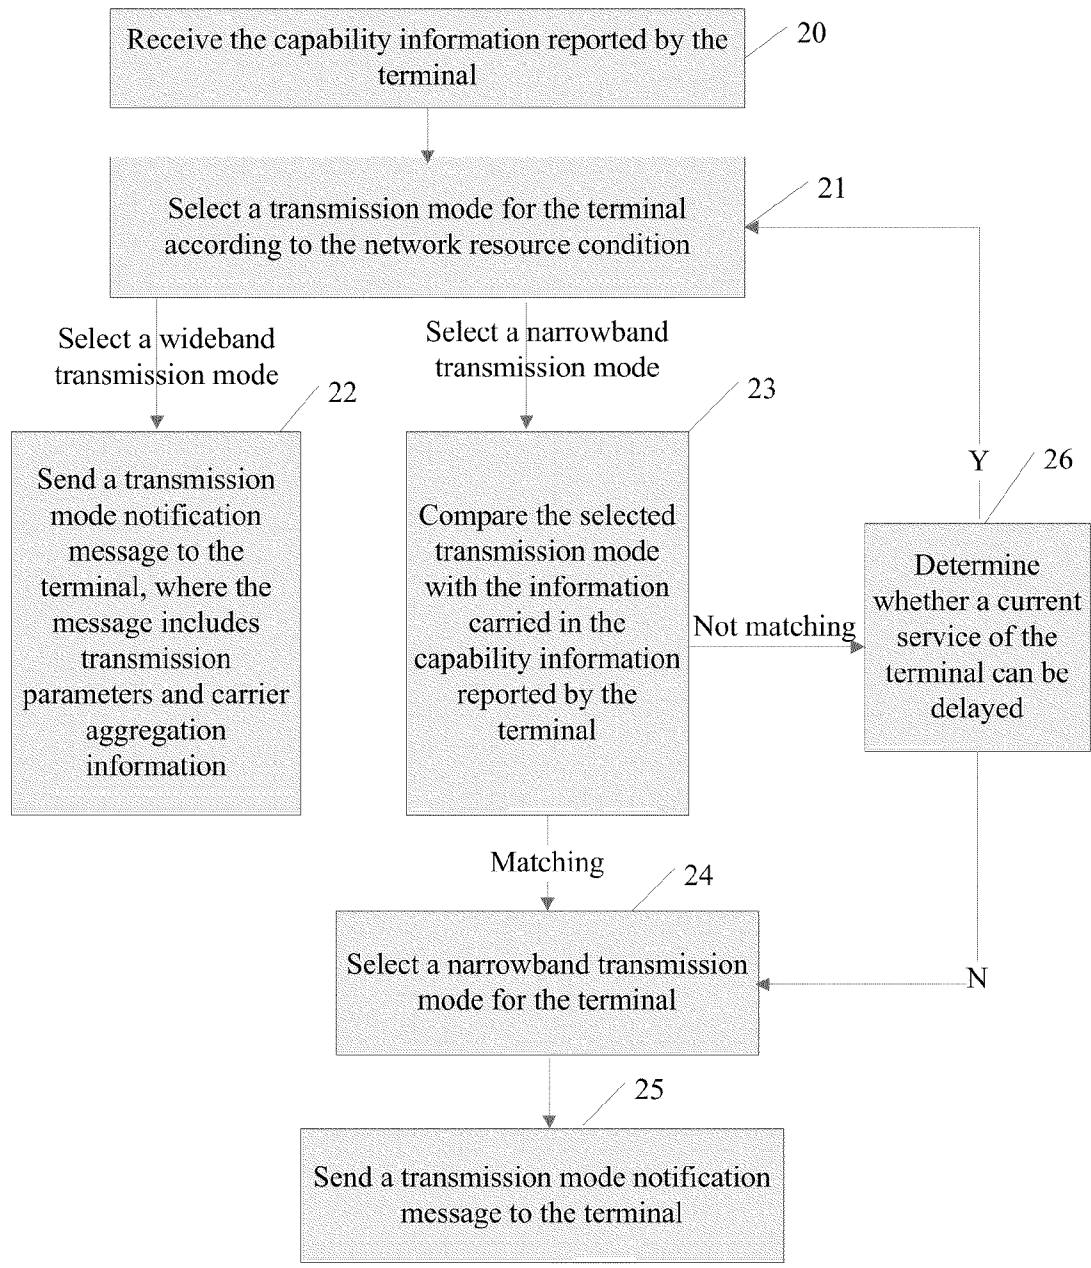 Receive the capability information reported by the
terminal
20
Select a transmission mode for the terminal
according to the network resource condition
21
Select a wideband
transmission mode
Select a narrowband
transmission mode
22
Send a transmission
mode notification
message to the
terminal, where the
message includes
transmission
parameters and carrier
aggregation
information
23
Compare the selected
transmission mode
with the information
carried in the
capability information
reported by the
terminal
Not matching
Y
26
Determine
whether a current
service of the
terminal can be
delayed
Matching
24
Select a narrowband transmission
mode for the terminal
N
25
Send a transmission mode notification
message to the terminal